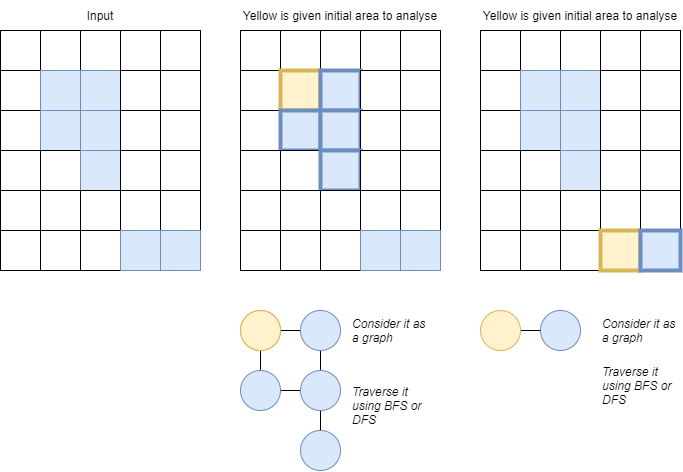 Input
Yellow is given initial area to analyse
Yellow is given initial area to analyse
Consider it as
a graph
Traverse it
using BFS or
DFS
Consider it as
a graph
Traverse it
using BFS or
DFS